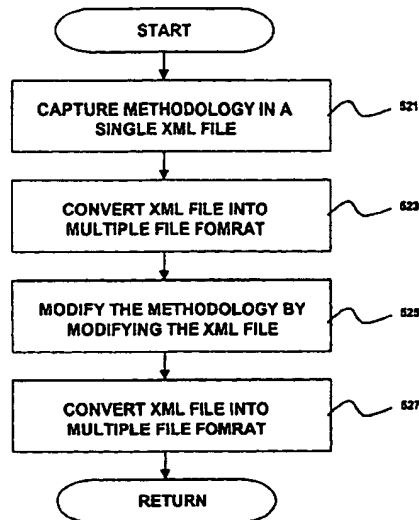 START
CAPTURE METHODOLOGY IN A
SINGLE XML FILE
521
CONVERT XML FILE INTO
MULTIPLE FILE FOMRAT
523
MODIFY THE METHODOLOGY BY
MODIFYING THE XML FILE
525
CONVERT XML FILE INTO
MULTIPLE FILE FOMRAT
527
RETURN